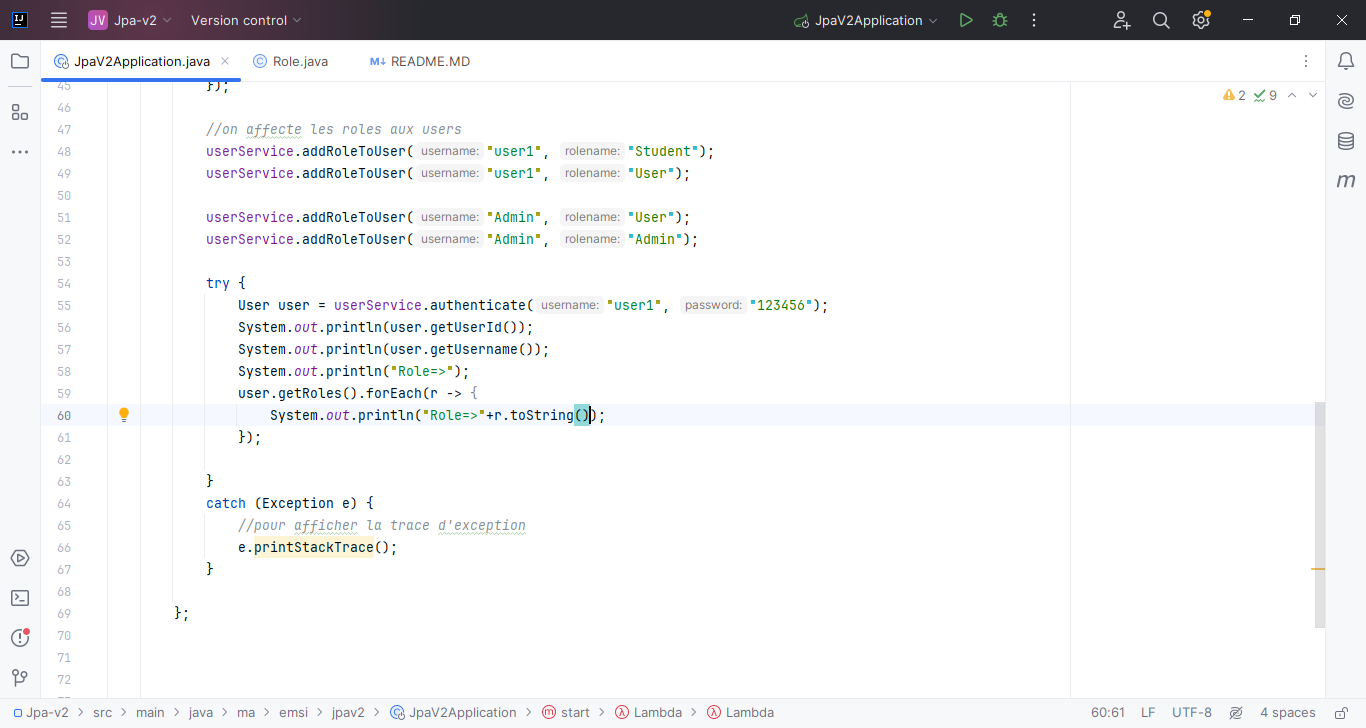 JV Jpa-v2 Version control JpaV2Application
JpaV2Application.java Role.java M↓ README.MD
2 9
45 });
46
47 //on affecte les roles aux users
48 userService.addRoleToUser( username: "user1", rolename: "Student");
49 userService.addRoleToUser( username: "user1", rolename: "User");
50
51 userService.addRoleToUser( username: "Admin", rolename: "User");
52 userService.addRoleToUser( username: "Admin", rolename: "Admin");
53
54 try {
55 User user = userService.authenticate( username: "user1", password: "123456");
56 System.out.println(user.getUserId());
57 System.out.println(user.getUsername());
58 System.out.println("Role=>");
59 user.getRoles().forEach(r -> {
60 System.out.println("Role=>"+r.toString());
61 });
62
63 }
64 catch (Exception e) {
65 //pour afficher la trace d'exception
66 e.printStackTrace();
67 }
68
69 };
70
71
72
Jpa-v2 > src > main > java > ma > emsi > jpav2 > JpaV2Application > start > Lambda > Lambda 60:61 LF UTF-8 4 spaces